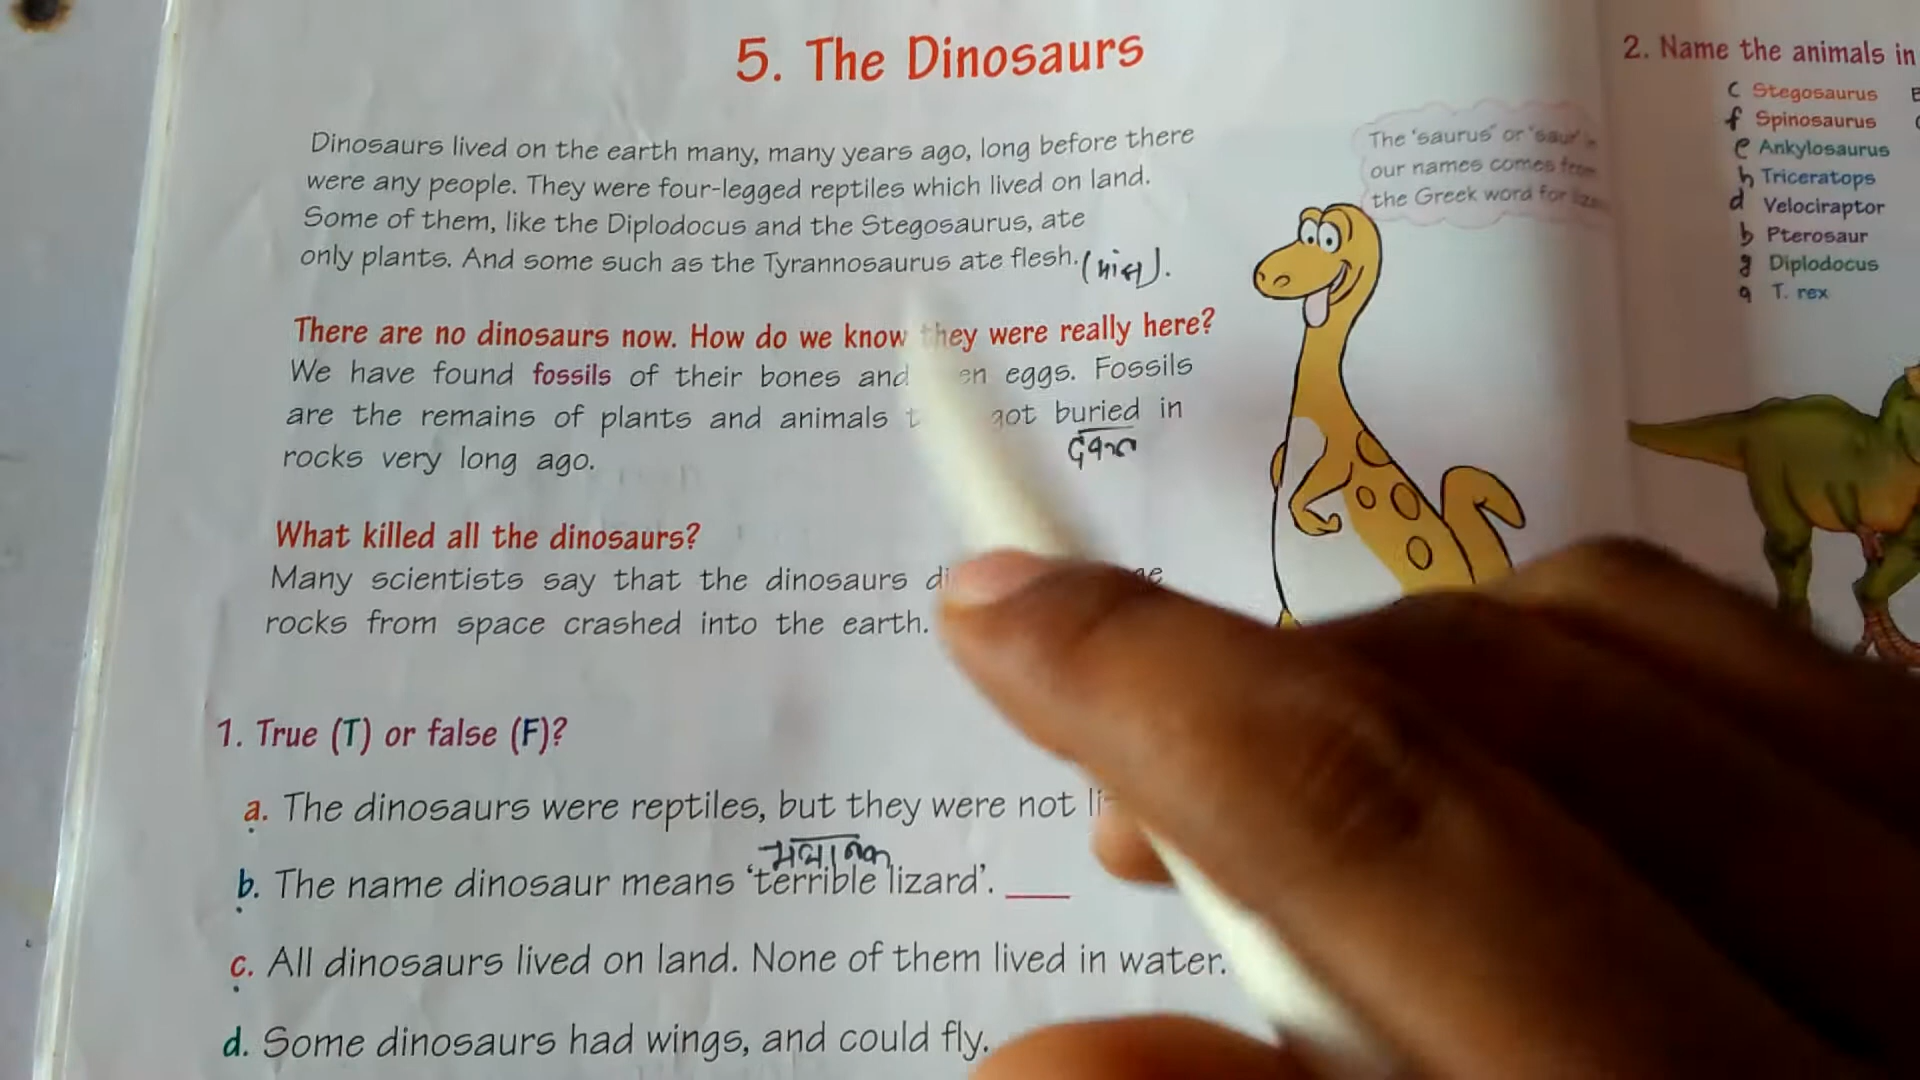 5. The Dinosaurs
Dinosaurs lived on the earth many, many years ago, long before there
were any people. They were four-legged reptiles which lived on land.
Some of them, like the Diplodocus and the Stegosaurus, ate
only plants. And some such as the Tyrannosaurus ate flesh.
There are no dinosaurs now. How do we know they were really here?
We have found fossils of their bones and eggs. Fossils
are the remains of plants and animals got buried in
rocks very long ago.
What killed all the dinosaurs?
Many scientists say that the dinosaurs
rocks from space crashed into the earth.
1. True (T) or false (F)?
a. The dinosaurs were reptiles, but they were not
b. The name dinosaur means 'terrible lizard'.
c. All dinosaurs lived on land. None of them lived in water.
d. Some dinosaurs had wings, and could fly.
The 'saurus' or 'saur' in
our names comes from
the Greek word for
2. Name the animals in
c Stegosaurus
f Spinosaurus
e Ankylosaurus
h Triceratops
d Velociraptor
b Pterosaur
g Diplodocus
a T. rex